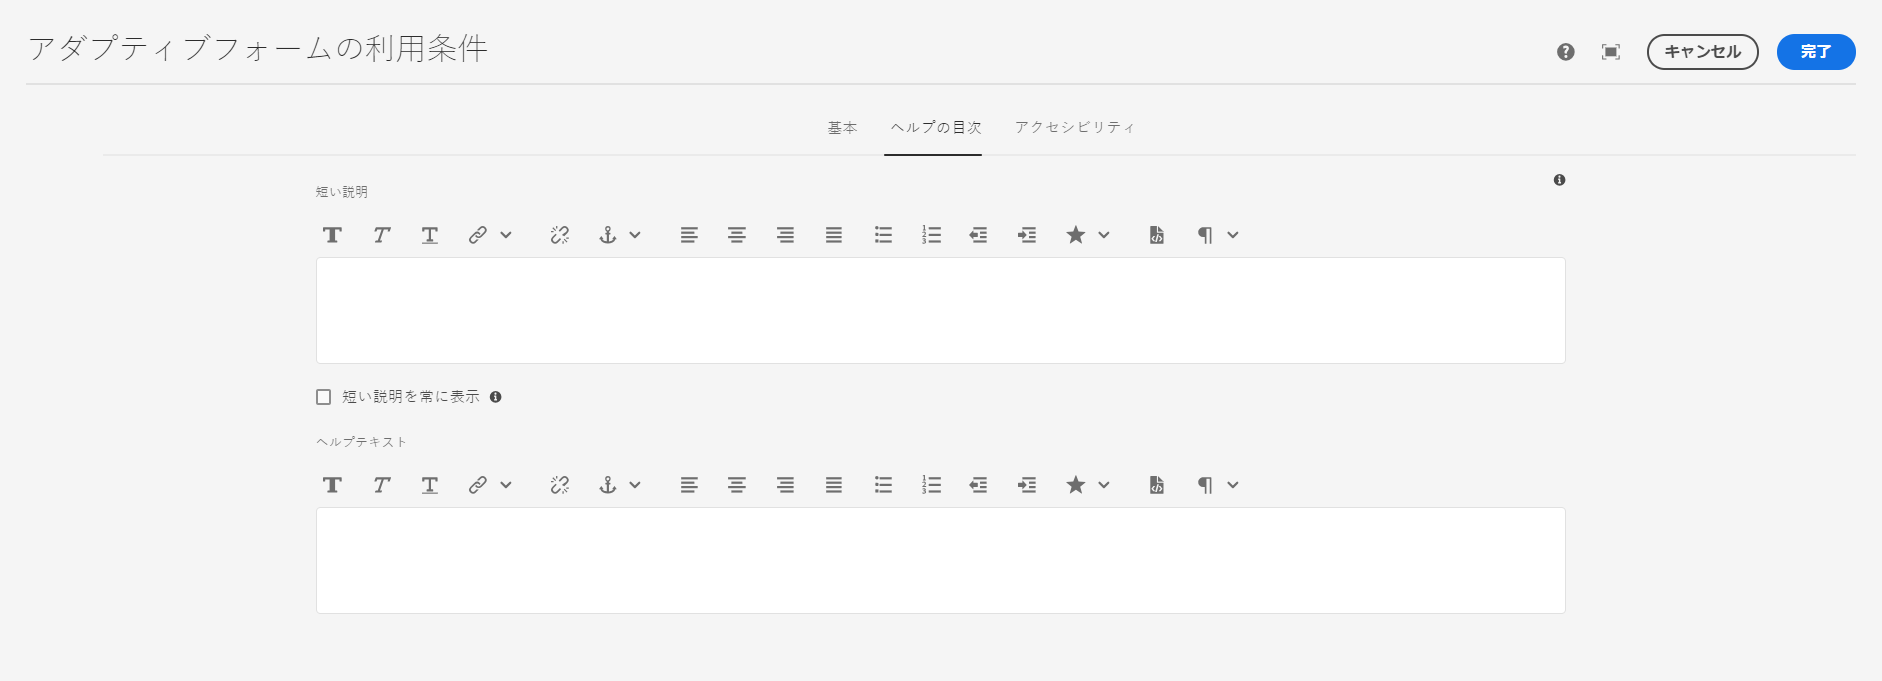 アダプティブフォームの利用条件
キャンセル
完了
基本
ヘルプの目次
アクセシビリティ
短い説明
短い説明を常に表示
ヘルプテキスト